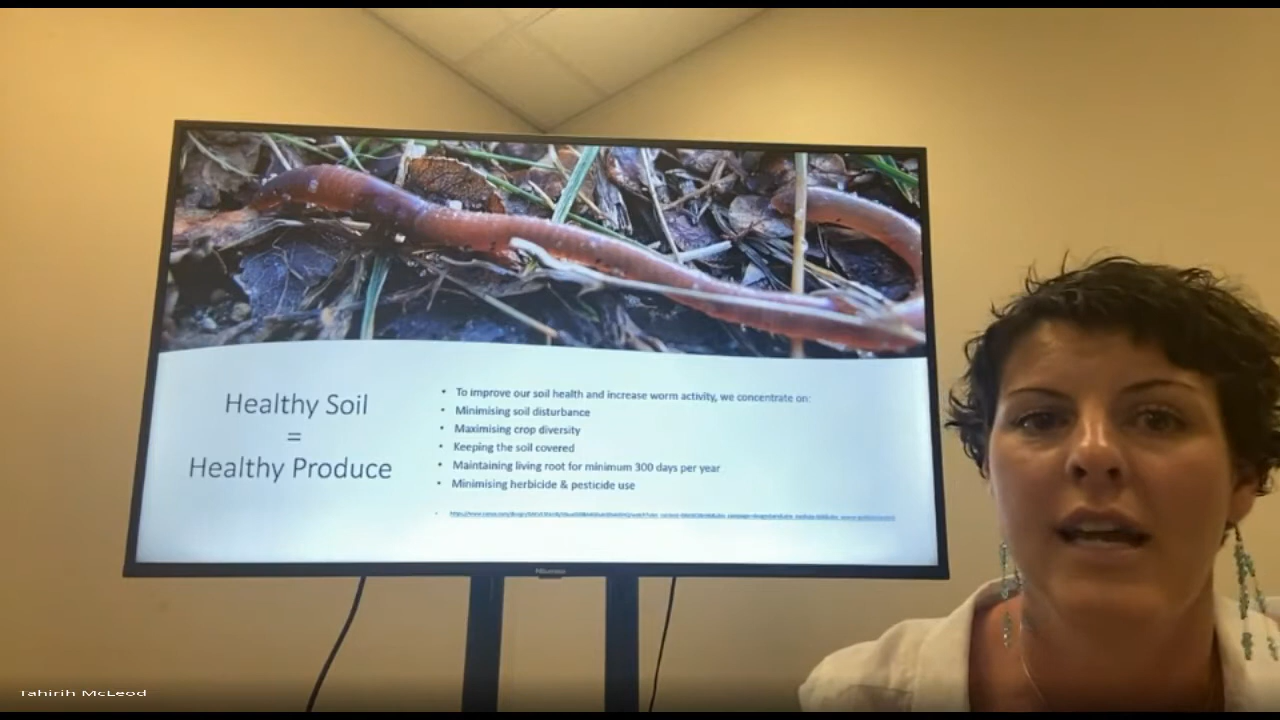 Healthy Soil
=
Healthy Produce
• To improve our soil health and increase worm activity, we concentrate on:
• Minimising soil disturbance
• Maximising crop diversity
• Keeping the soil covered
• Maintaining living root for minimum 300 days per year
• Minimising herbicide & pesticide use
Hisense
Tahirih McLeod